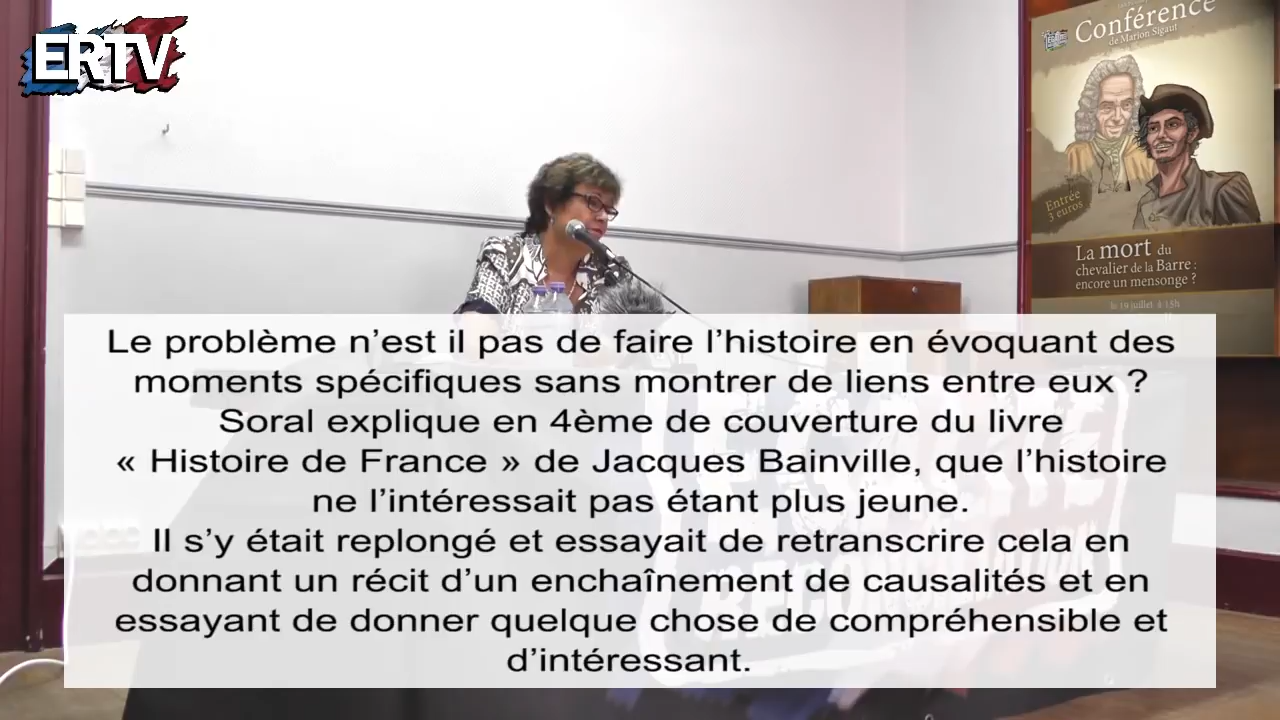 ERTV
Conférence
de Marion Sigaut
Entrée
3 euros
La mort du
chevalier de la Barre :
encore un mensonge ?
le 19 juillet à 15h
Le problème n’est il pas de faire l’histoire en évoquant des
moments spécifiques sans montrer de liens entre eux ?
Soral explique en 4ème de couverture du livre
« Histoire de France » de Jacques Bainville, que l’histoire
ne l’intéressait pas étant plus jeune.
Il s’y était replongé et essayait de retranscrire cela en
donnant un récit d’un enchaînement de causalités et en
essayant de donner quelque chose de compréhensible et
d’intéressant.